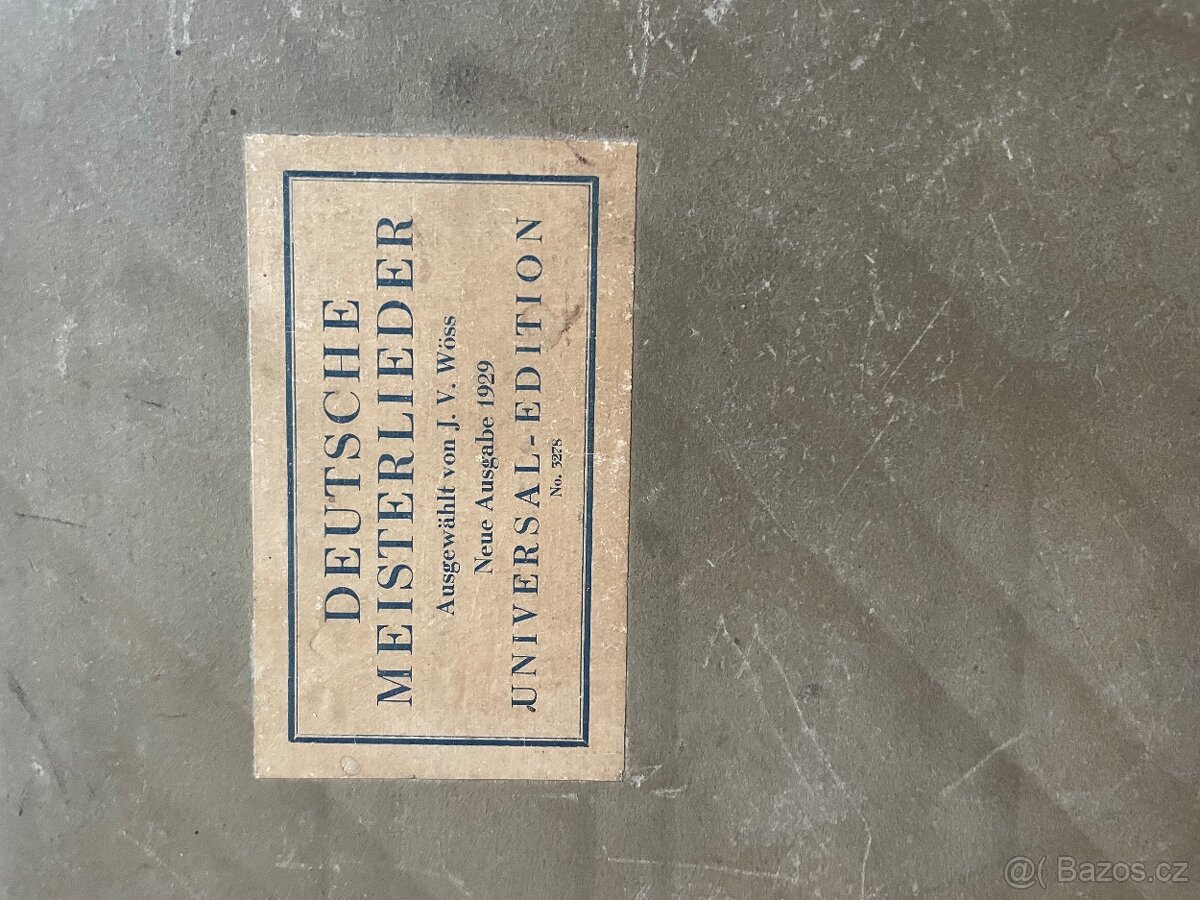 DEUTSCHE
MEISTERLIEDER
Ausgewählt von J. V. Wöss
Neue Ausgabe 1929
UNIVERSAL-EDITION
No. 3278
@( Bazos.cz